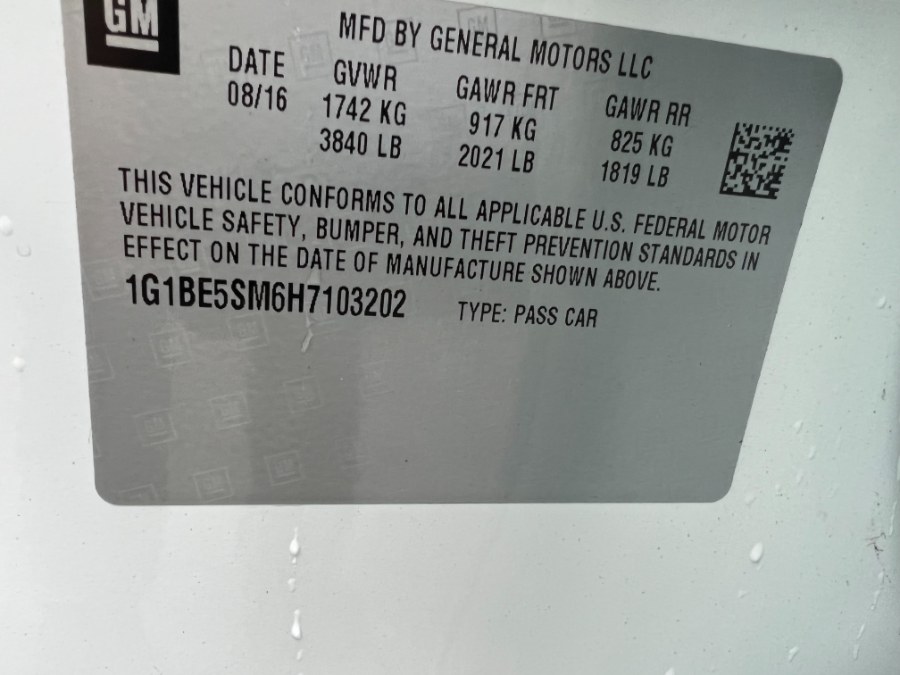 GM
MFD BY GENERAL MOTORS LLC
DATE GVWR GAWR FRT GAWR RR
08/16 1742 KG 917 KG 825 KG
3840 LB 2021 LB 1819 LB
THIS VEHICLE CONFORMS TO ALL APPLICABLE U.S. FEDERAL MOTOR
VEHICLE SAFETY, BUMPER, AND THEFT PREVENTION STANDARDS IN
EFFECT ON THE DATE OF MANUFACTURE SHOWN ABOVE.
1G1BE5SM6H7103202 TYPE: PASS CAR